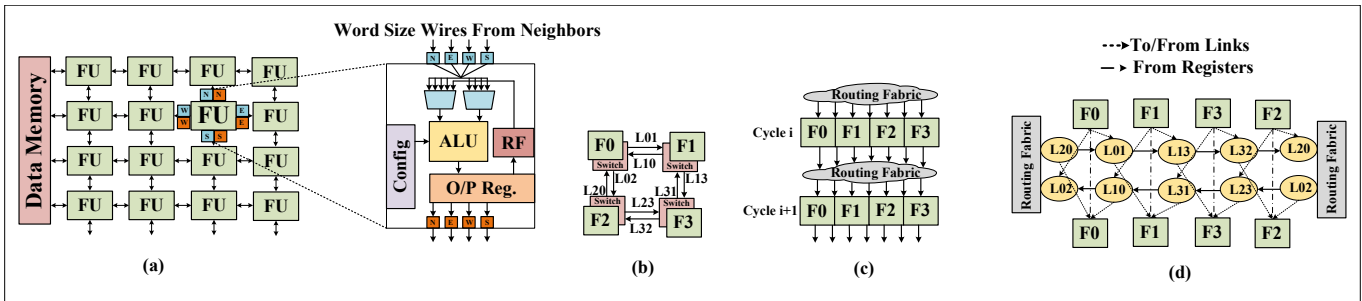 Data Memory
FU FU FU FU
FU FU FU FU
N N
W W
E E
S S
FU FU FU FU
FU FU FU FU
(a)
Word Size Wires From Neighbors
N E W S
Config
ALU
RF
O/P Reg.
N E W S
F0 L01 F1
Switch L10 Switch
L02 L13
L20 L31
Switch L23 Switch
F2 L32 F3
(b)
Routing Fabric
Cycle i F0 F1 F2 F3
Routing Fabric
Cycle i+1 F0 F1 F2 F3
(c)
To/From Links
From Registers
F0 F1 F3 F2
Routing Fabric
L20 L01 L13 L32 L20
L02 L10 L31 L23 L02
Routing Fabric
F0 F1 F3 F2
(d)